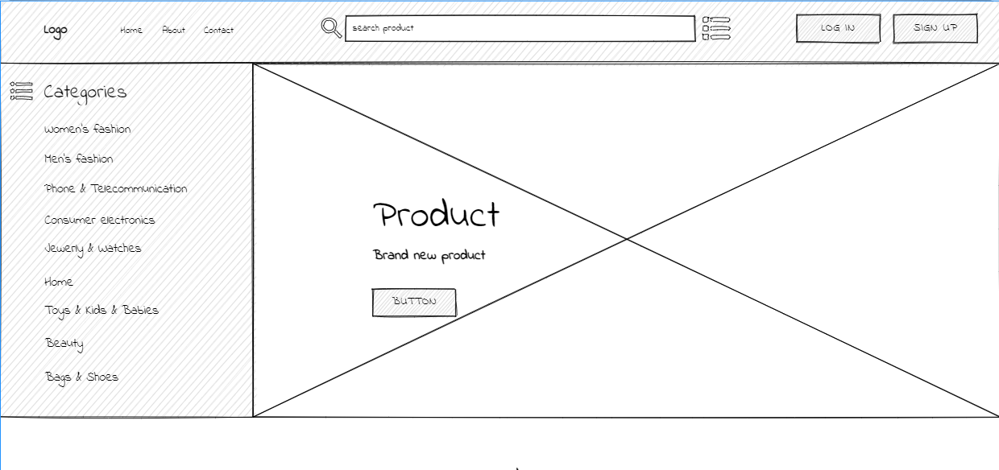 Logo
Home About Contact
search product
LOG IN
SIGN UP
Categories
Women's fashion
Men's fashion
Phone & Telecommunication
Consumer electronics
Jewerly & Watches
Home
Toys & Kids & Babies
Beauty
Bags & Shoes
Product
Brand new product
BUTTON